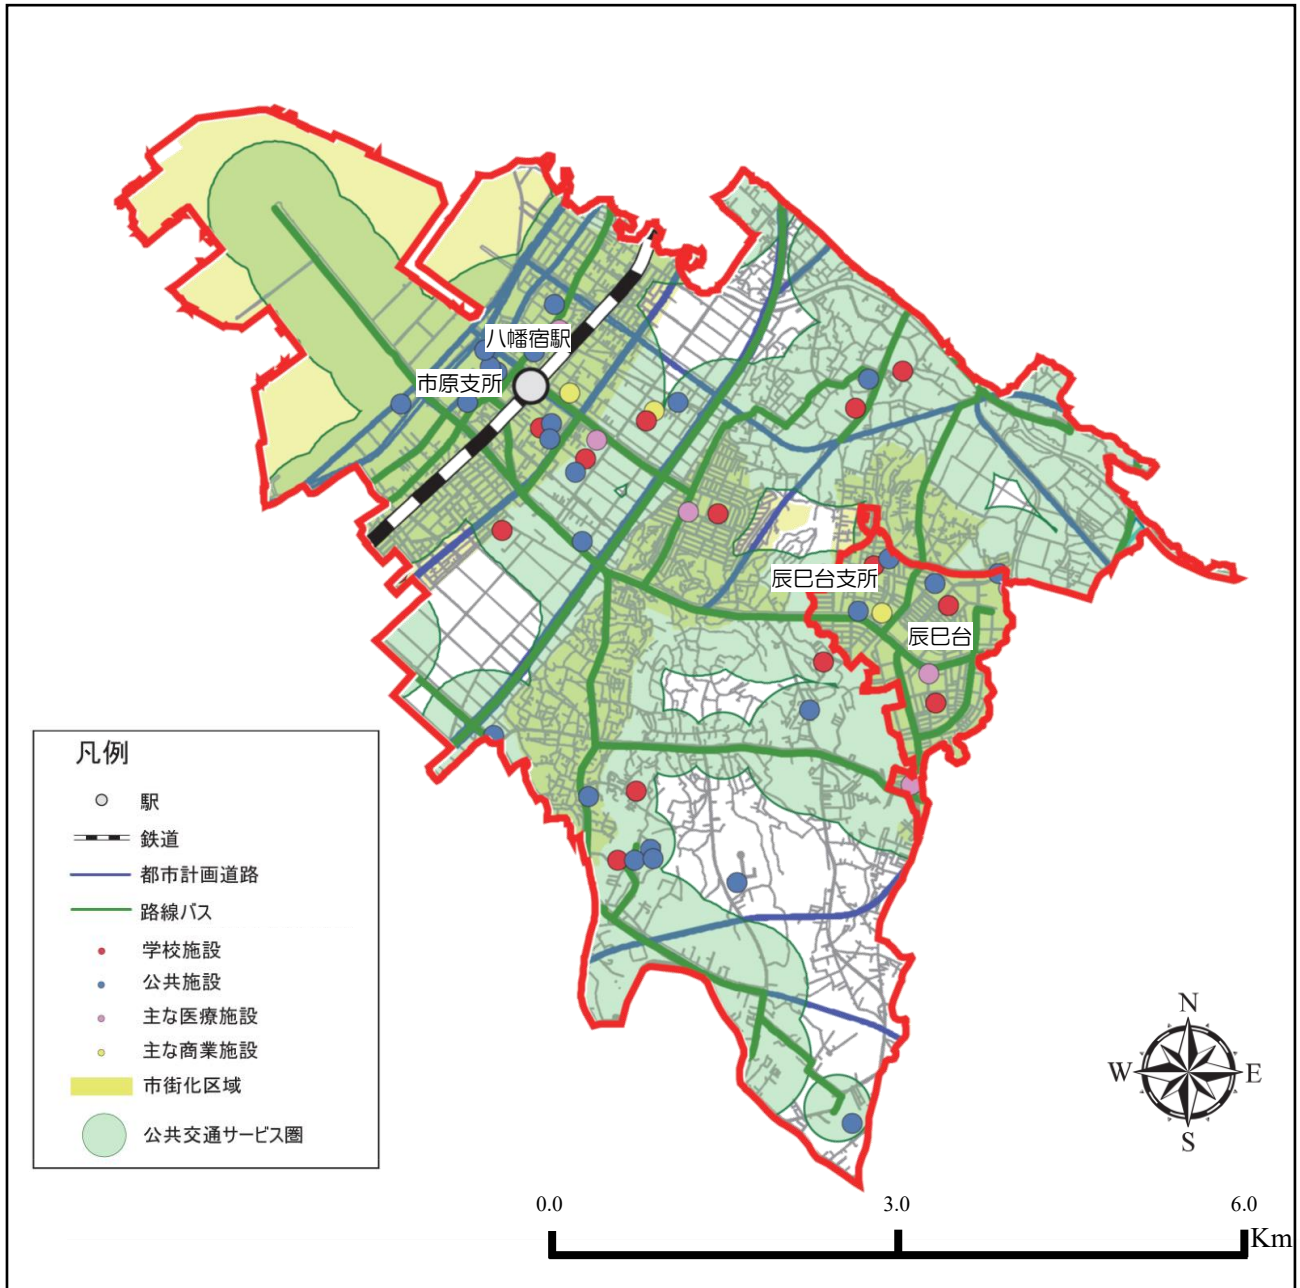 八幡宿駅
市原支所
辰巳台支所
辰巳台
凡例
駅
鉄道
都市計画道路
路線バス
学校施設
公共施設
主な医療施設
主な商業施設
市街化区域
公共交通サービス圏
N
W E
S
0.0 3.0 6.0
Km